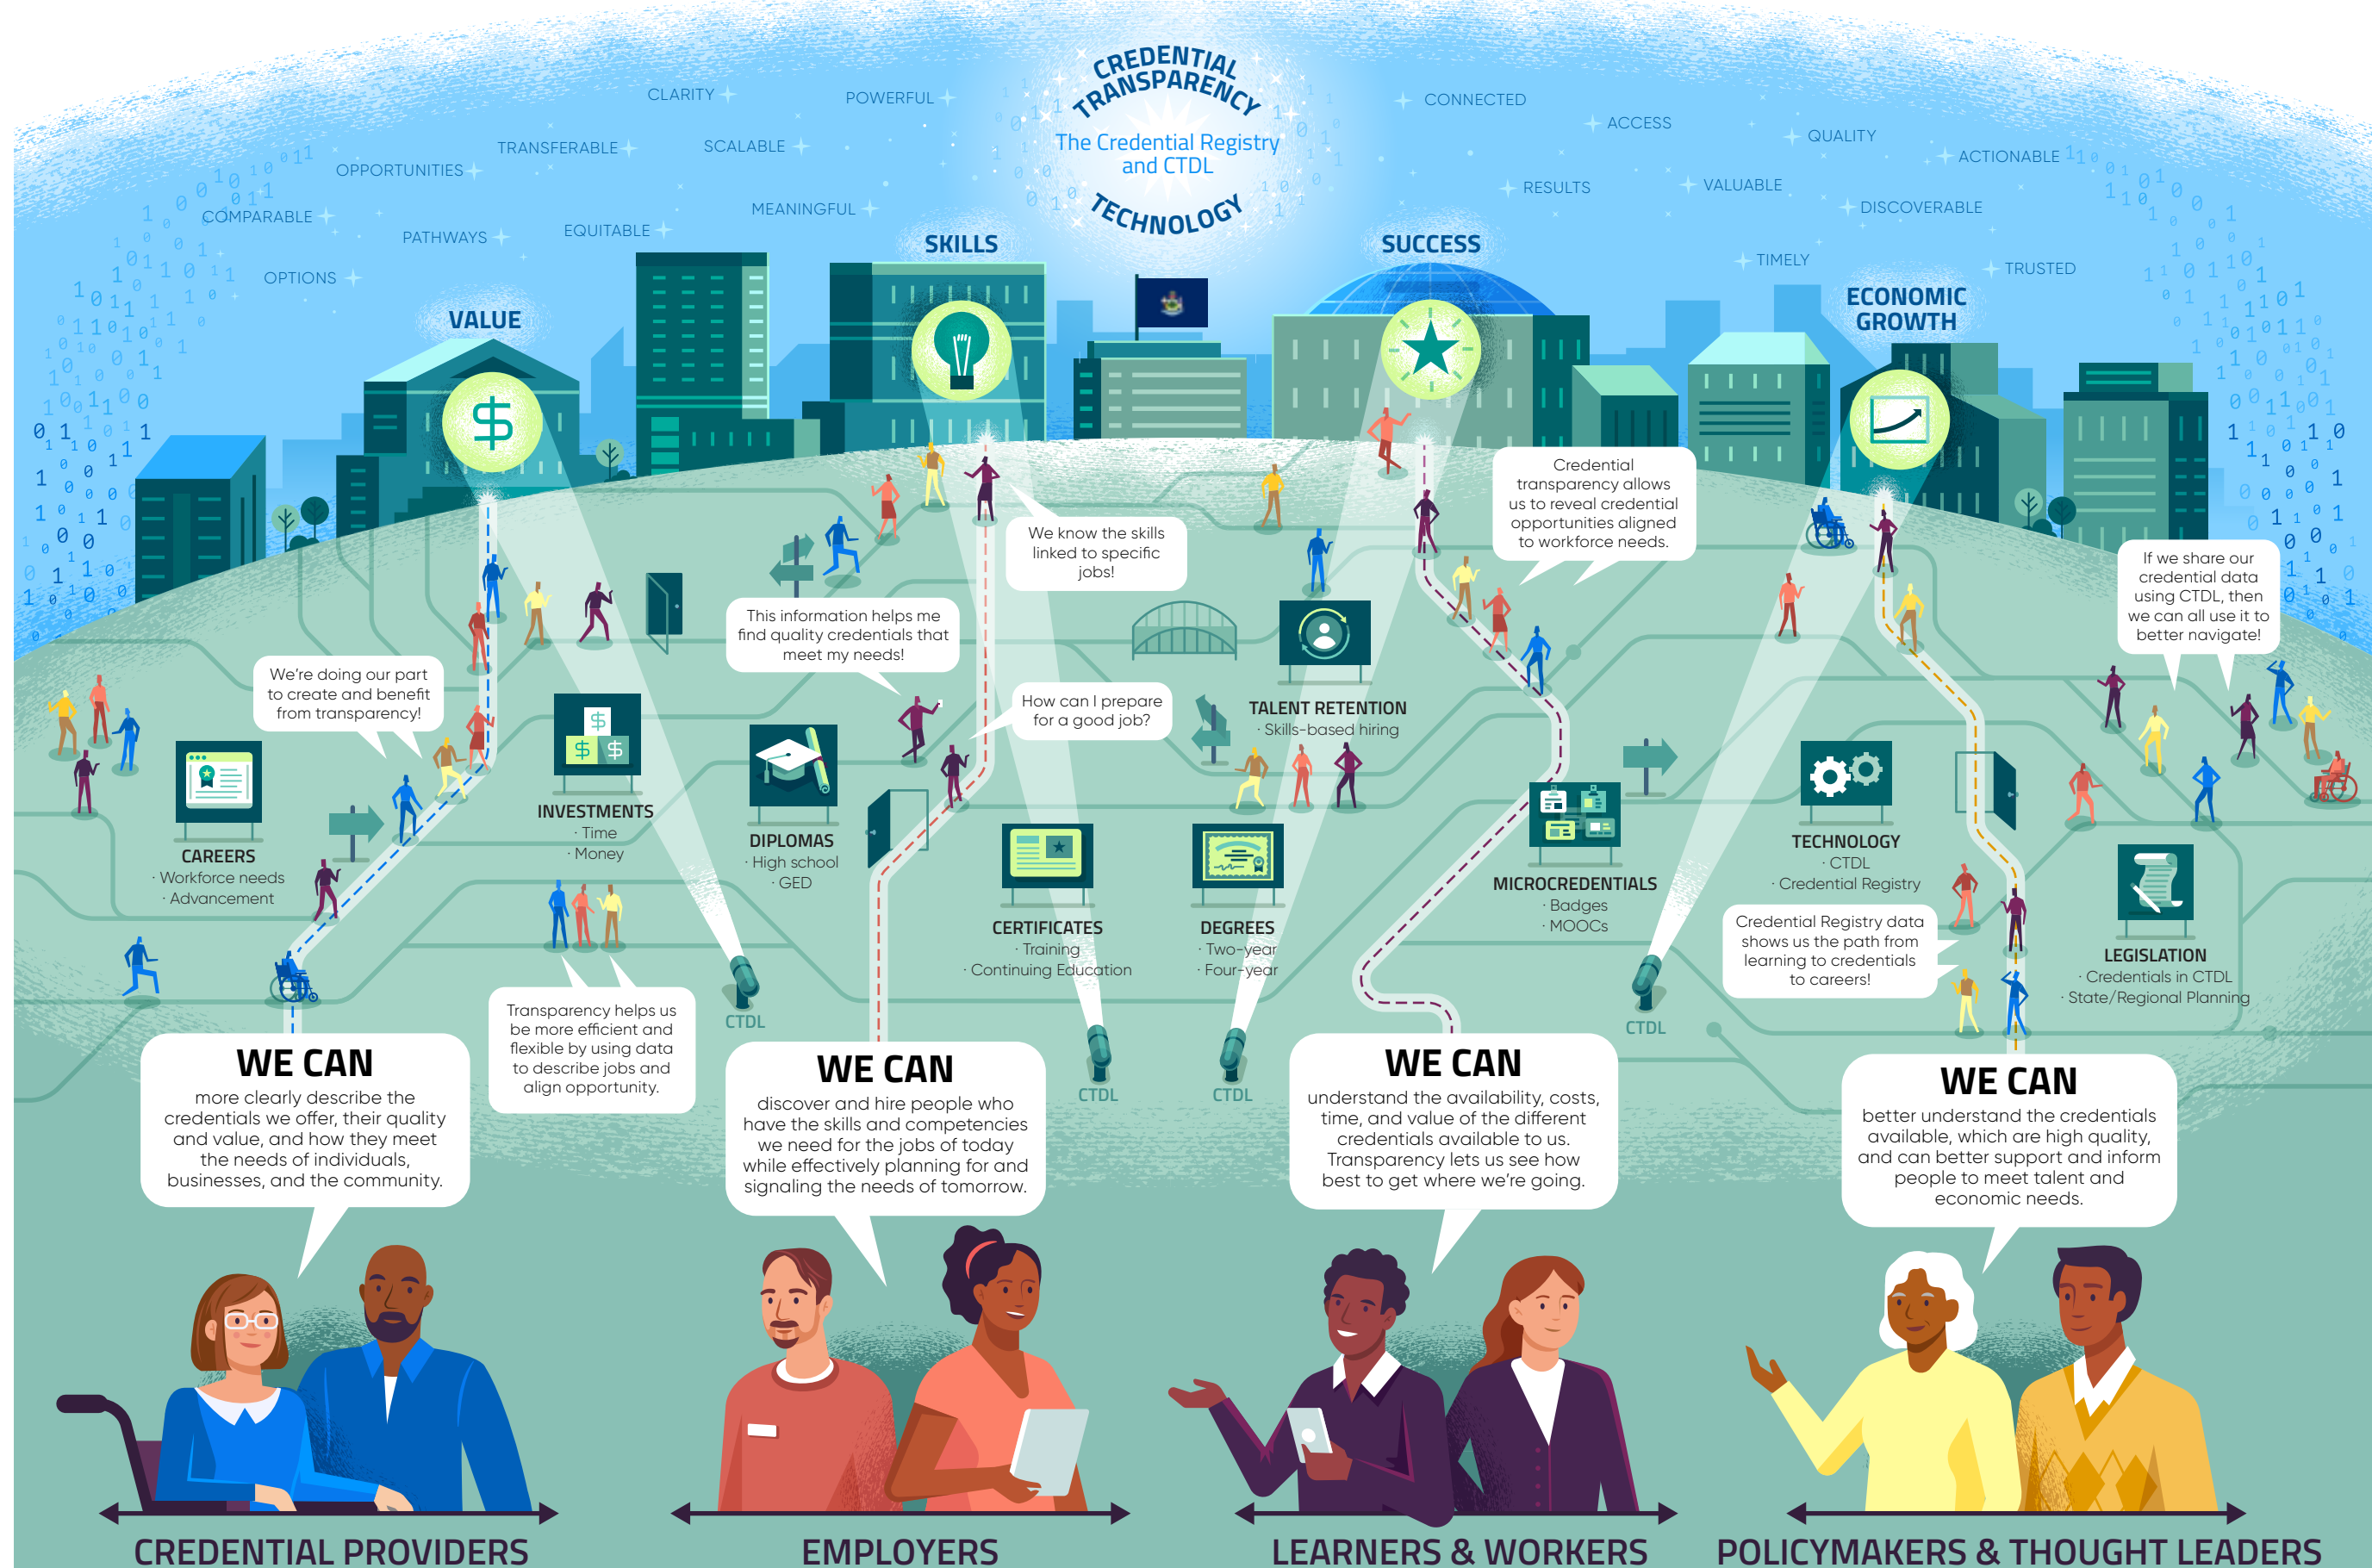 CREDENTIAL
TRANSPARENCY
The Credential Registry
and CTDL
TECHNOLOGY
CLARITY
POWERFUL
TRANSFERABLE
SCALABLE
OPPORTUNITIES
COMPARABLE
MEANINGFUL
PATHWAYS
EQUITABLE
OPTIONS
CONNECTED
ACCESS
QUALITY
ACTIONABLE
RESULTS
VALUABLE
DISCOVERABLE
TIMELY
TRUSTED
VALUE
SKILLS
SUCCESS
ECONOMIC
GROWTH
We know the skills
linked to specific
jobs!
Credential
transparency allows
us to reveal credential
opportunities aligned
to workforce needs.
If we share our
credential data
using CTDL, then
we can all use it to
better navigate!
This information helps me
find quality credentials that
meet my needs!
We're doing our part
to create and benefit
from transparency!
How can I prepare
for a good job?
TALENT RETENTION
· Skills-based hiring
CAREERS
· Workforce needs
· Advancement
INVESTMENTS
· Time
· Money
DIPLOMAS
· High school
· GED
CERTIFICATES
· Training
· Continuing Education
DEGREES
· Two-year
· Four-year
MICROCREDENTIALS
· Badges
· MOOCs
TECHNOLOGY
· CTDL
· Credential Registry
Credential Registry data
shows us the path from
learning to credentials
to careers!
LEGISLATION
· Credentials in CTDL
· State/Regional Planning
Transparency helps us
be more efficient and
flexible by using data
to describe jobs and
align opportunity.
CTDL
CTDL
CTDL
CTDL
WE CAN
more clearly describe the
credentials we offer, their quality
and value, and how they meet
the needs of individuals,
businesses, and the community.
WE CAN
discover and hire people who
have the skills and competencies
we need for the jobs of today
while effectively planning for and
signaling the needs of tomorrow.
WE CAN
understand the availability, costs,
time, and value of the different
credentials available to us.
Transparency lets us see how
best to get where we're going.
WE CAN
better understand the credentials
available, which are high quality,
and can better support and inform
people to meet talent and
economic needs.
CREDENTIAL PROVIDERS
EMPLOYERS
LEARNERS & WORKERS
POLICYMAKERS & THOUGHT LEADERS